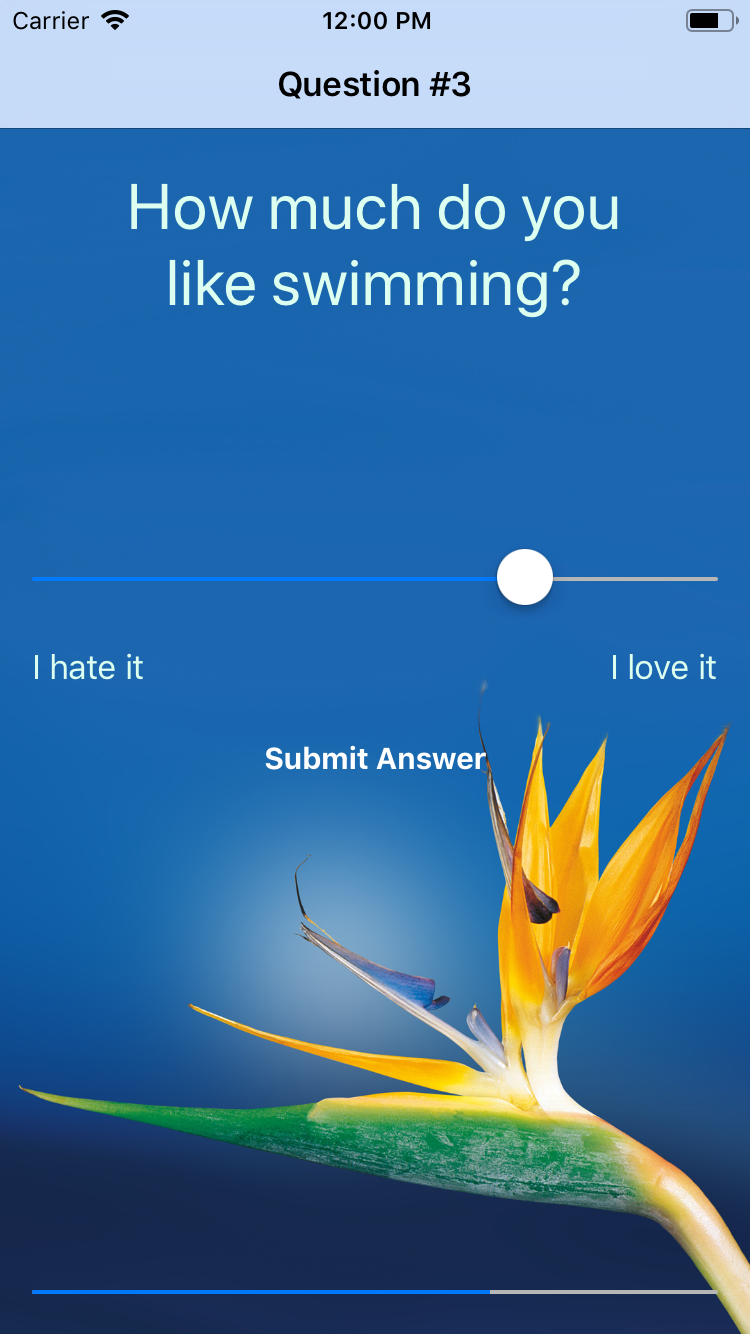 Carrier 12:00 PM
Question #3
How much do you
like swimming?
I hate it I love it
Submit Answer